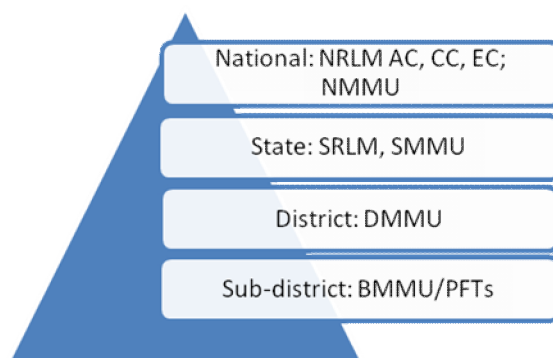 National: NRLM AC, CC, EC;
NMMU
State: SRLM, SMMU
District: DMMU
Sub-district: BMMU/PFTs